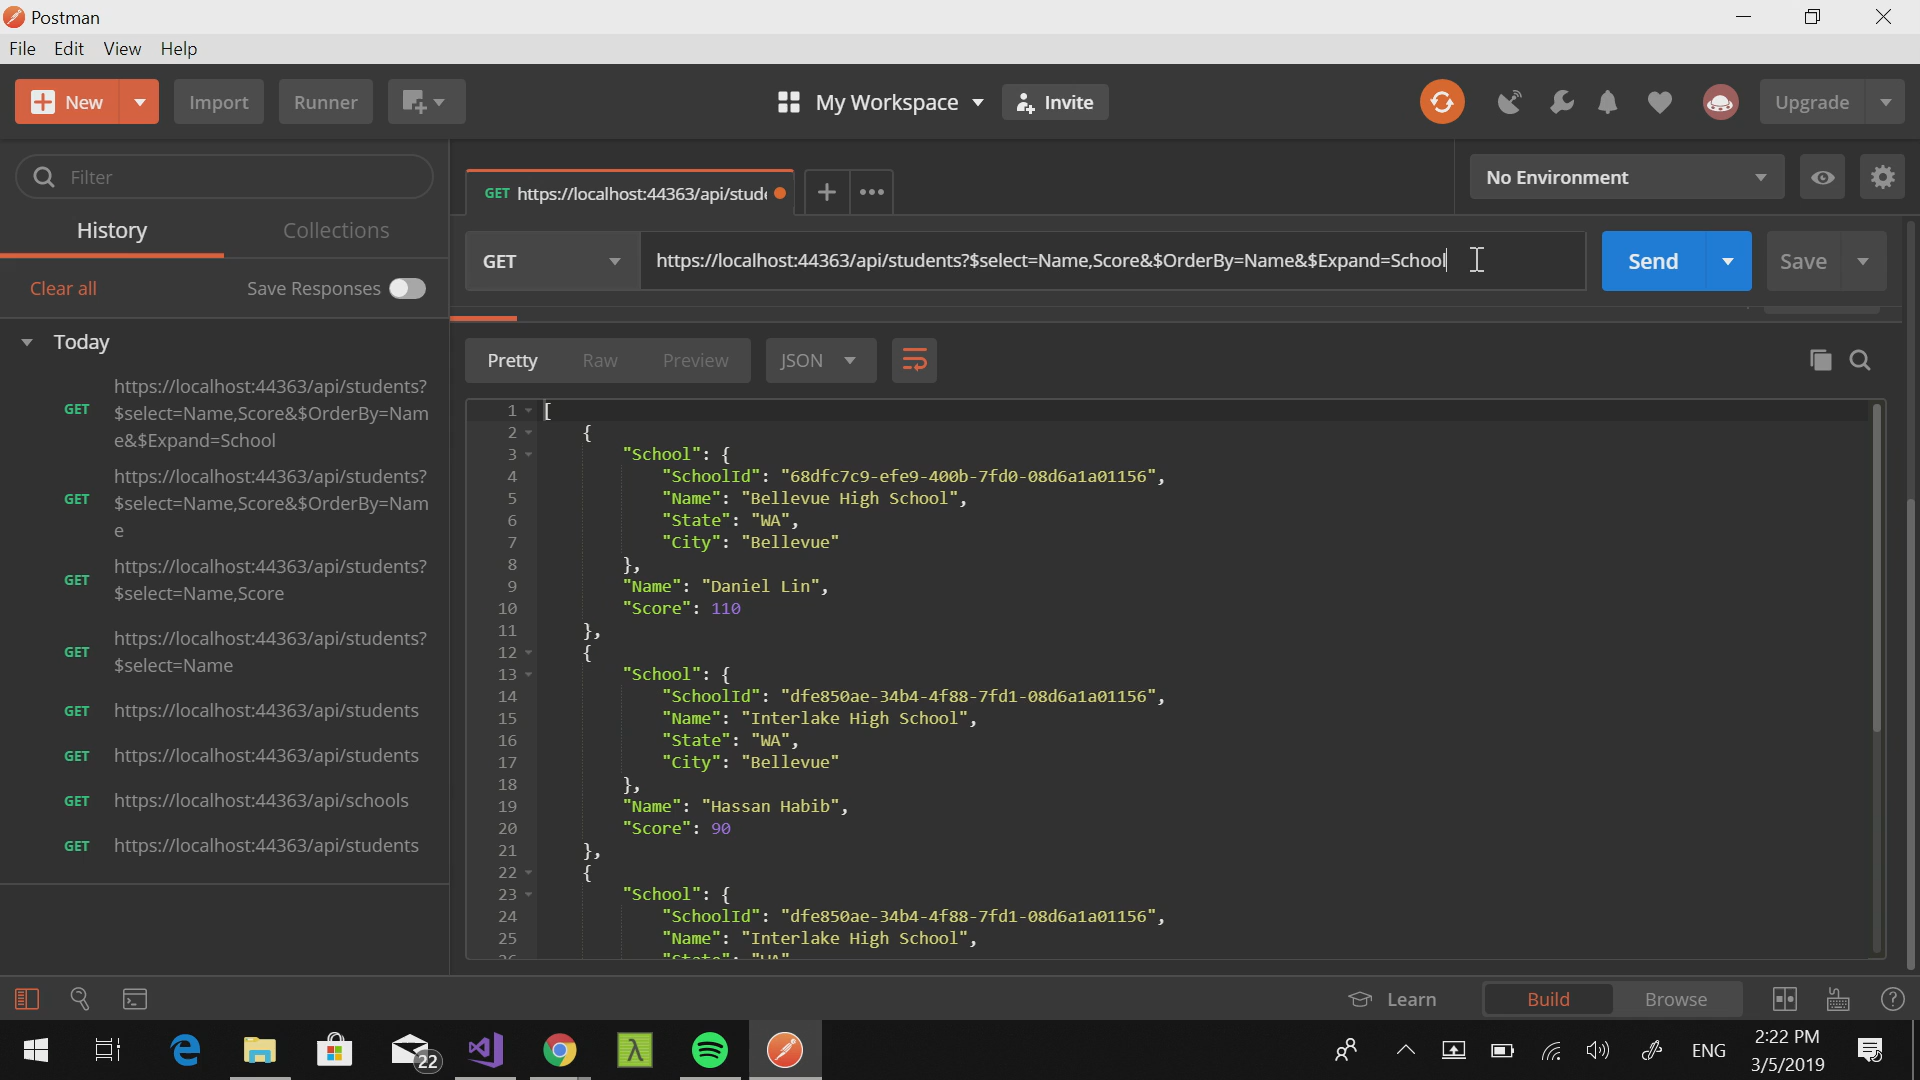 Postman
File Edit View Help
New Import Runner My Workspace Invite Upgrade
Filter
History Collections
Clear all Save Responses
Today
GET https://localhost:44363/api/students?
$select=Name,Score&$OrderBy=Nam
e&$Expand=School
GET https://localhost:44363/api/students?
$select=Name,Score&$OrderBy=Nam
e
GET https://localhost:44363/api/students?
$select=Name,Score
GET https://localhost:44363/api/students?
$select=Name
GET https://localhost:44363/api/students
GET https://localhost:44363/api/students
GET https://localhost:44363/api/schools
GET https://localhost:44363/api/students
GET https://localhost:44363/api/stude
No Environment
GET https://localhost:44363/api/students?$select=Name,Score&$OrderBy=Name&$Expand=School Send Save
Pretty Raw Preview JSON
1 [
2 {
3 "School": {
4 "SchoolId": "68dfc7c9-efe9-400b-7fd0-08d6a1a01156",
5 "Name": "Bellevue High School",
6 "State": "WA",
7 "City": "Bellevue"
8 },
9 "Name": "Daniel Lin",
10 "Score": 110
11 },
12 {
13 "School": {
14 "SchoolId": "dfe850ae-34b4-4f88-7fd1-08d6a1a01156",
15 "Name": "Interlake High School",
16 "State": "WA",
17 "City": "Bellevue"
18 },
19 "Name": "Hassan Habib",
20 "Score": 90
21 },
22 {
23 "School": {
24 "SchoolId": "dfe850ae-34b4-4f88-7fd1-08d6a1a01156",
25 "Name": "Interlake High School",
Learn Build Browse
22
ENG
2:22 PM
3/5/2019